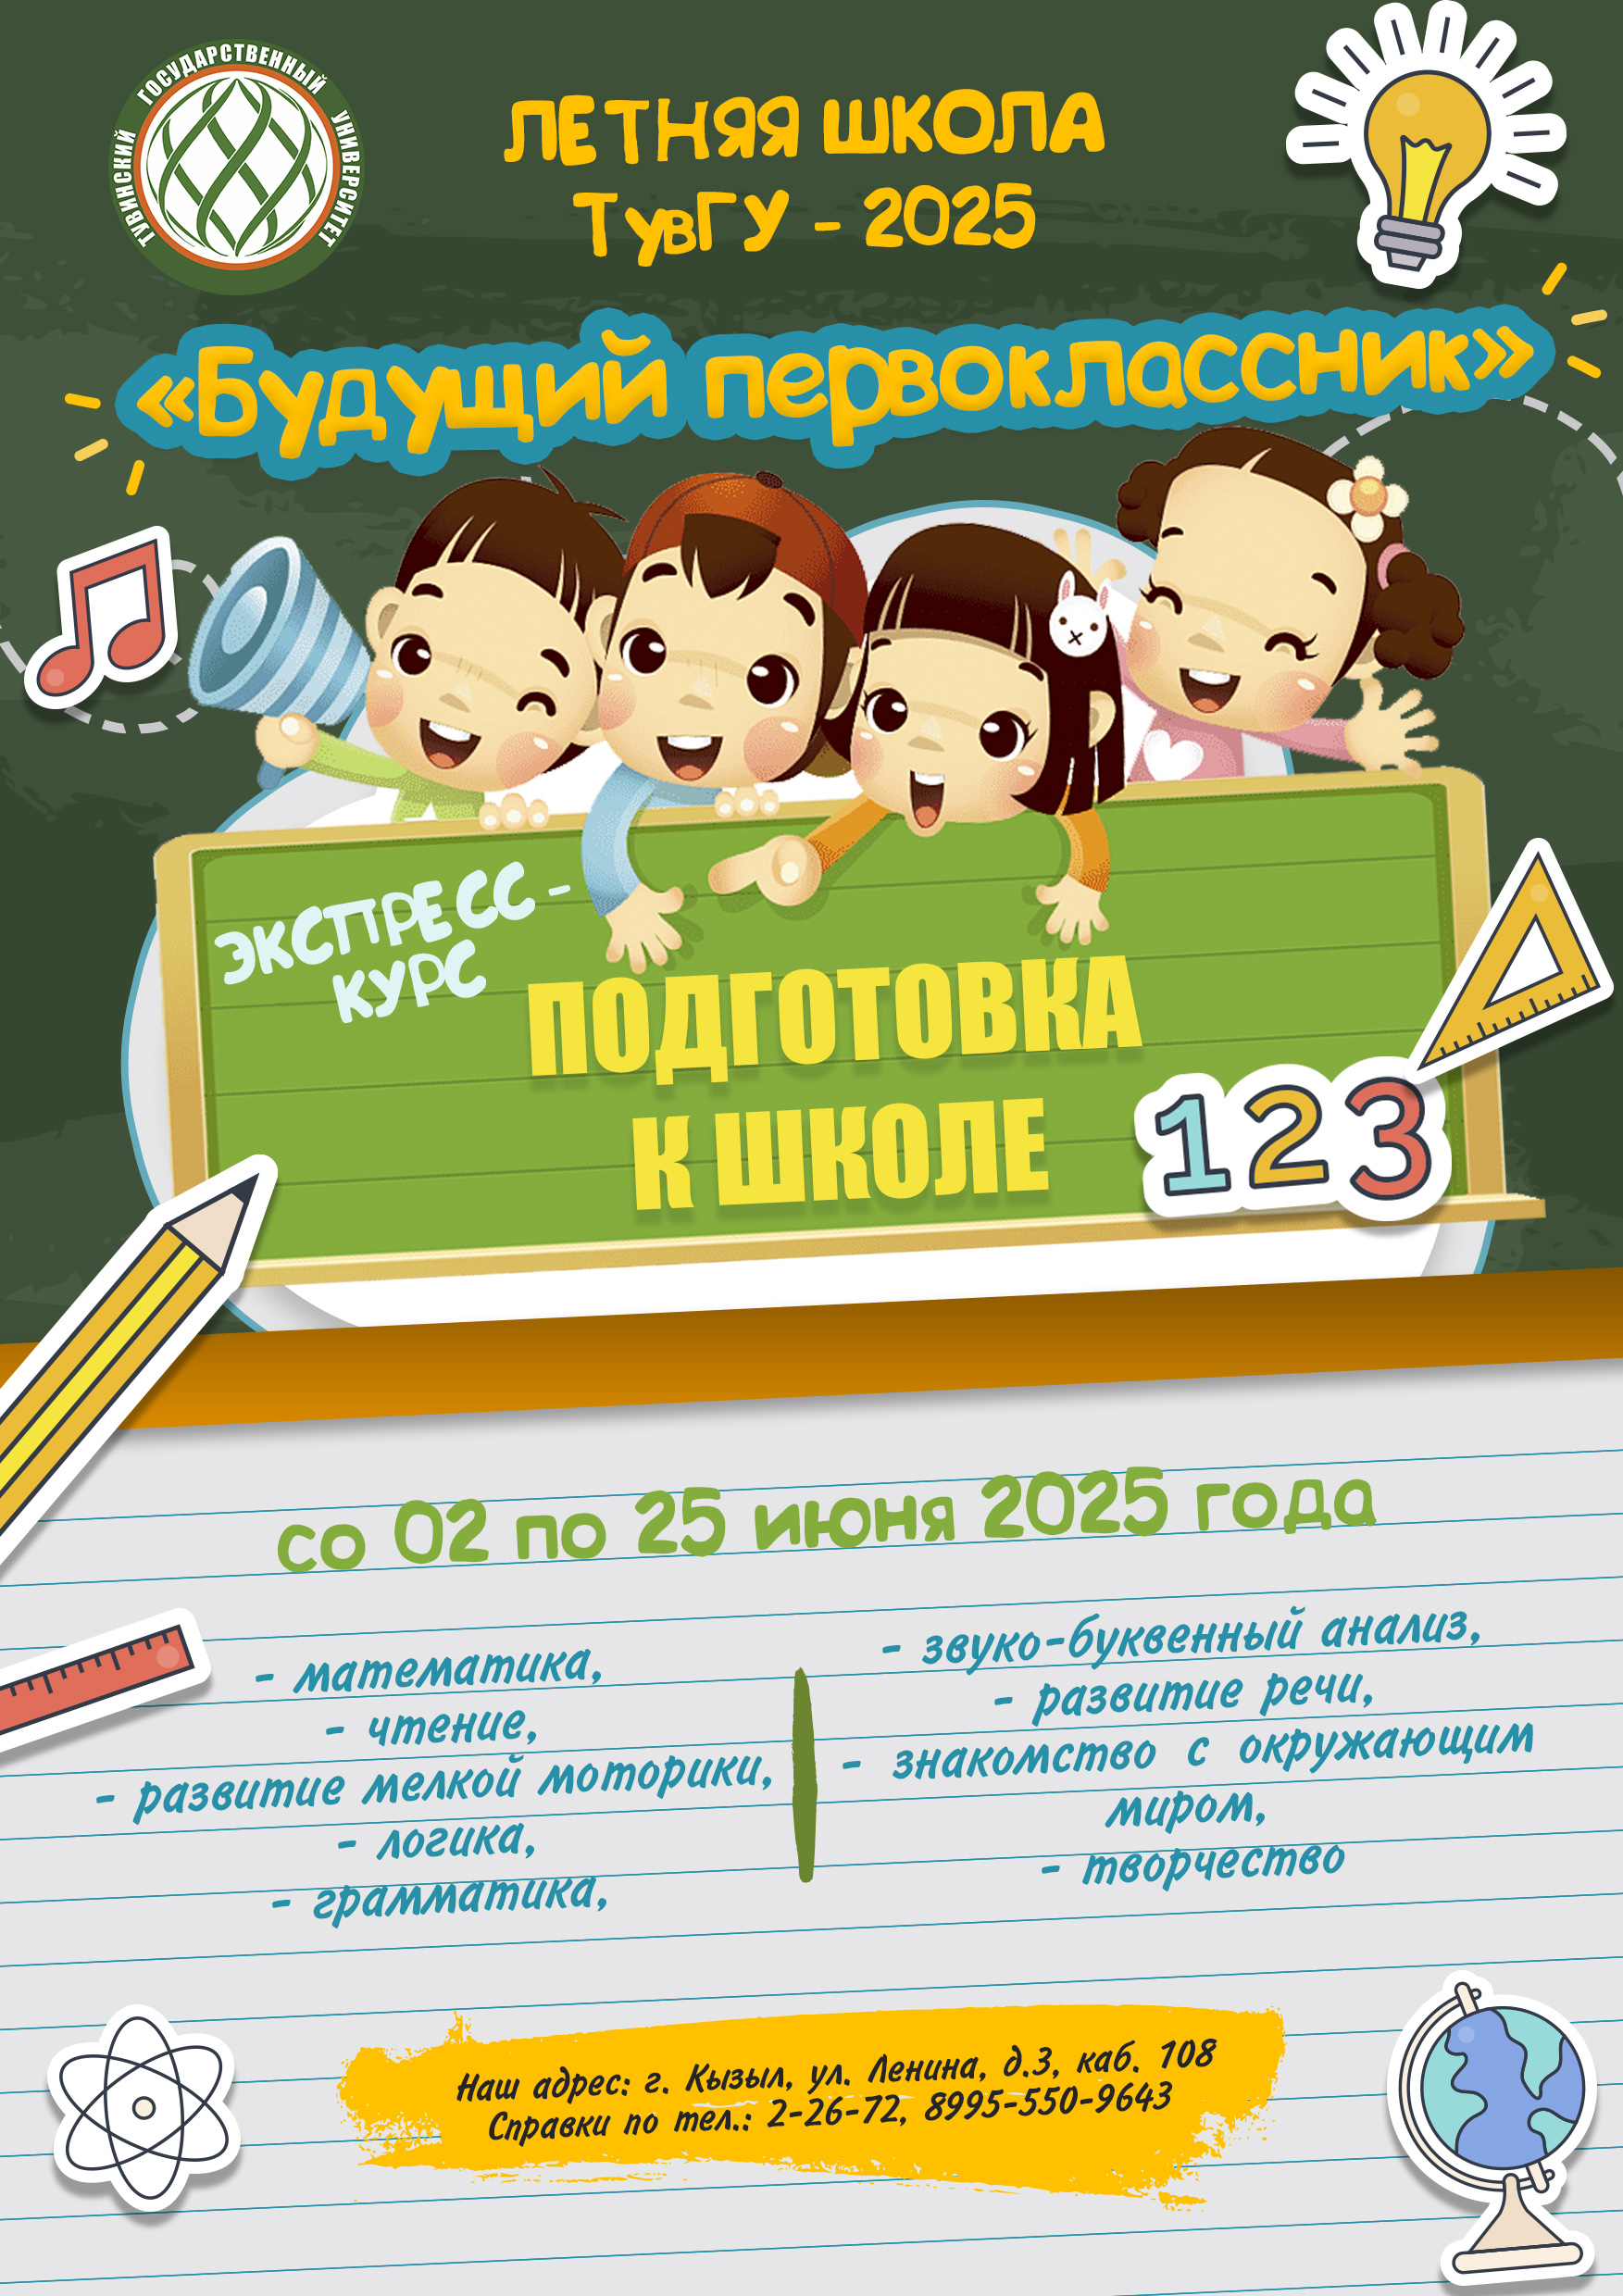 ТУВИНСКИЙ ГОСУДАРСТВЕННЫЙ УНИВЕРСИТЕТ
ЛЕТНЯЯ ШКОЛА
ТувГУ - 2025
«Будущий первоклассник»
ЭКСПРЕСС -
КУРС
ПОДГОТОВКА
К ШКОЛЕ
123
со 02 по 25 июня 2025 года
- математика,
- чтение,
- развитие мелкой моторики,
- логика,
- грамматика,
- звуко-буквенный анализ,
- развитие речи,
- знакомство с окружающим
миром,
- творчество
Наш адрес: г. Кызыл, ул. Ленина, д.3, каб. 108
Справки по тел.: 2-26-72, 8995-550-9643